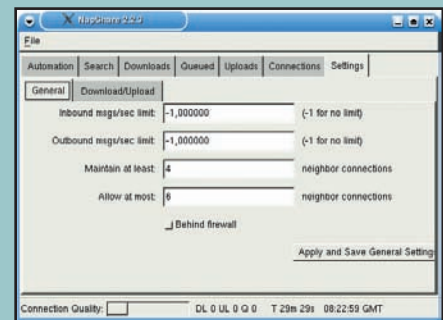 X NapShare 2.2.0
File
Automation Search Downloads Queued Uploads Connections Settings
General Download/Upload
Inbound msgs/sec limit: -1,000000 (-1 for no limit)
Outbound msgs/sec limit: -1,000000 (-1 for no limit)
Maintain at least: 4 neighbor connections
Allow at most: 6 neighbor connections
Behind firewall
Apply and Save General Setting
Connection Quality: DL 0 UL 0 Q 0 T 29m 29s 08:22:59 GMT